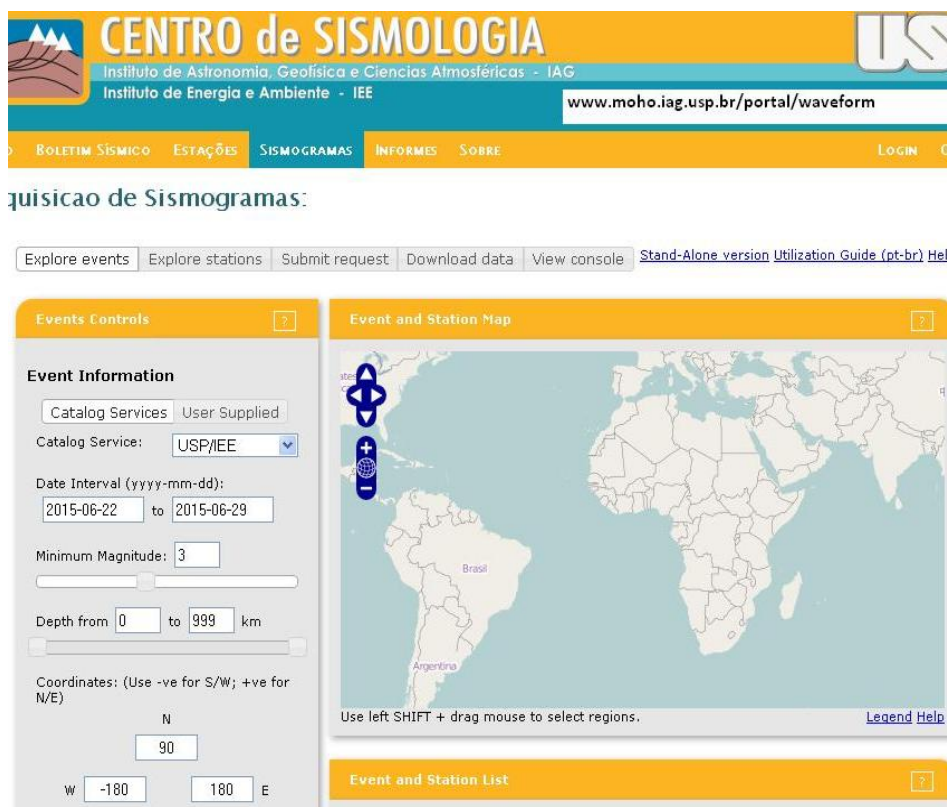 CENTRO de SISMOLOGIA
Instituto de Astronomia, Geofísica e Ciencias Atmosféricas - IAG
Instituto de Energia e Ambiente - IEE
US
www.moho.iag.usp.br/portal/waveform
BOLETIM SÍSMICO ESTAÇÕES SISMOGRAMAS INFORMES SOBRE LOGIN
quisicao de Sismogramas:
Explore events Explore stations Submit request Download data View console Stand-Alone version Utilization Guide (pt-br) Hel
Events Controls ?
Event and Station Map ?
Event Information
Catalog Services User Supplied
Catalog Service: USP/IEE
Date Interval (yyyy-mm-dd):
2015-06-22 to 2015-06-29
Minimum Magnitude: 3
Depth from 0 to 999 km
Coordinates: (Use -ve for S/W; +ve for
N/E)
N
90
W -180 180 E
Brasil
Argentina
Use left SHIFT + drag mouse to select regions. Legend Help
Event and Station List ?